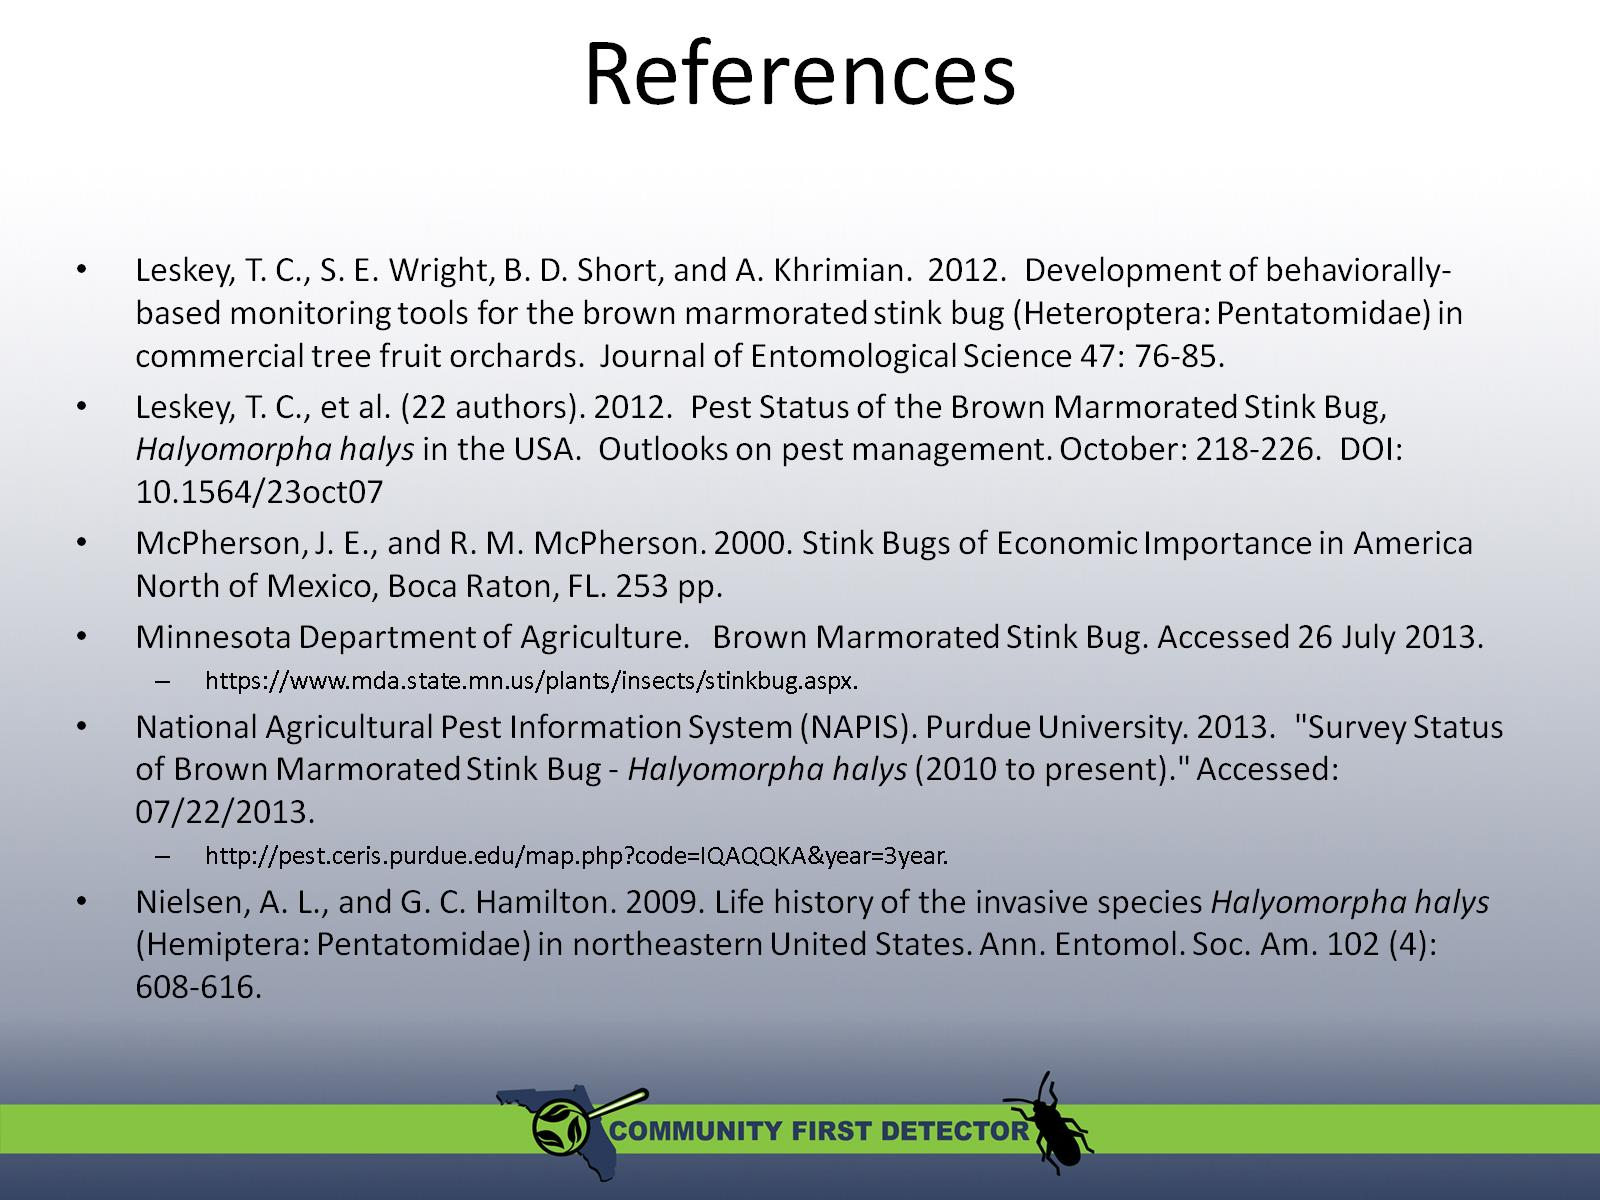 References
• Leskey, T. C., S. E. Wright, B. D. Short, and A. Khrimian.  2012.  Development of behaviorally-
based monitoring tools for the brown marmorated stink bug (Heteroptera: Pentatomidae) in
commercial tree fruit orchards.  Journal of Entomological Science 47: 76-85.
• Leskey, T. C., et al. (22 authors). 2012.  Pest Status of the Brown Marmorated Stink Bug,
Halyomorpha halys in the USA.  Outlooks on pest management. October: 218-226.  DOI:
10.1564/23oct07
• McPherson, J. E., and R. M. McPherson. 2000. Stink Bugs of Economic Importance in America
North of Mexico, Boca Raton, FL. 253 pp.
• Minnesota Department of Agriculture.   Brown Marmorated Stink Bug. Accessed 26 July 2013.
– https://www.mda.state.mn.us/plants/insects/stinkbug.aspx.
• National Agricultural Pest Information System (NAPIS). Purdue University. 2013.  "Survey Status
of Brown Marmorated Stink Bug - Halyomorpha halys (2010 to present)." Accessed:
07/22/2013.
– http://pest.ceris.purdue.edu/map.php?code=IQAQQKA&year=3year.
• Nielsen, A. L., and G. C. Hamilton. 2009. Life history of the invasive species Halyomorpha halys
(Hemiptera: Pentatomidae) in northeastern United States. Ann. Entomol. Soc. Am. 102 (4):
608-616.
COMMUNITY FIRST DETECTOR